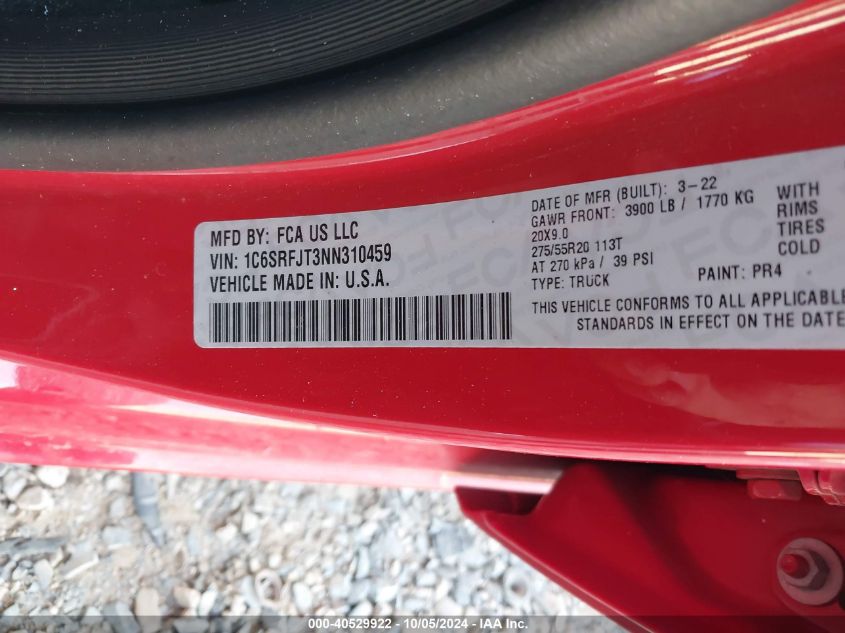 MFD BY: FCA US LLC
VIN: 1C6SRFJT3NN310459
VEHICLE MADE IN: U.S.A.
DATE OF MFR (BUILT): 3-22
GAWR FRONT: 3900 LB / 1770 KG WITH
20X9.0 RIMS
275/55R20 113T TIRES
AT 270 kPa / 39 PSI COLD
TYPE: TRUCK PAINT: PR4
THIS VEHICLE CONFORMS TO ALL APPLICABLE
STANDARDS IN EFFECT ON THE DATE
000-40529922 - 10/05/2024 - IAA Inc.